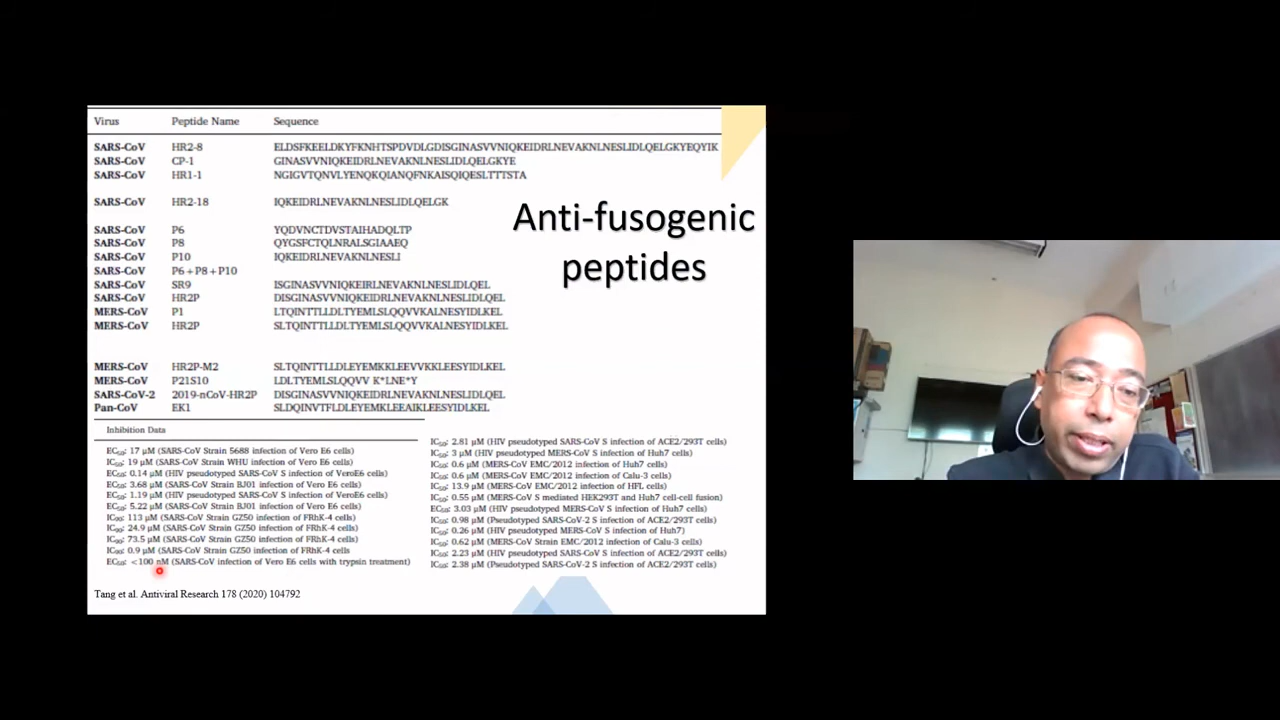 Virus Peptide Name Sequence
SARS-CoV HR2-8 ELDSFKEELDKYFKNHTSPDVDLGDISGINASVVNIQKEIDRLNEVAKNLNESLIDLQELGKYEQYIK
SARS-CoV CP-1 GINASVVNIQKEIDRLNEVAKNLNESLIDLQELGKYE
SARS-CoV HR1-1 NGIGVTQNVLYENQKQIANQFNKAISQIQESLTTTSTA
SARS-CoV HR2-18 IQKEIDRLNEVAKNLNESLIDLQELGK
SARS-CoV P6 YQDVNCTDVSTAIHADQLTP
SARS-CoV P8 QYGSFCTQLNRALSGIAAEQ
SARS-CoV P10 IQKEIDRLNEVAKNLNESLI
SARS-CoV P6+P8+P10
SARS-CoV SR9 ISGINASVVNIQKEIRLNEVAKNLNESLIDLQEL
SARS-CoV HR2P DISGINASVVNIQKEIDRLNEVAKNLNESLIDLQEL
MERS-CoV P1 LTQINTTLLDLTYEMLSLQQVVKALNESYIDLKEL
MERS-CoV HR2P SLTQINTTLLDLTYEMLSLQQVVKALNESYIDLKEL
MERS-CoV HR2P-M2 SLTQINTTLLDLEYEMKKLEEVVKKLEESYIDLKEL
MERS-CoV P21S10 LDLTYEMLSLQQVV K*LNE*Y
SARS-CoV-2 2019-nCoV-HR2P DISGINASVVNIQKEIDRLNEVAKNLNESLIDLQEL
Pan-CoV EK1 SLDQINVTFLDLEYEMKLEEAIKLEESYIDLKEL
Anti-fusogenic
peptides
Inhibition Data
EC₅₀: 17 μM (SARS-CoV Strain 5688 infection of Vero E6 cells)
IC₅₀: 19 μM (SARS-CoV Strain WHU infection of Vero E6 cells)
EC₅₀: 0.14 μM (HIV pseudotyped SARS-CoV S infection of VeroE6 cells)
EC₅₀: 3.68 μM (SARS-CoV Strain BJ01 infection of Vero E6 cells)
EC₅₀: 1.19 μM (HIV pseudotyped SARS-CoV S infection of VeroE6 cells)
EC₅₀: 5.22 μM (SARS-CoV Strain BJ01 infection of Vero E6 cells)
IC₉₀: 113 μM (SARS-CoV Strain GZ50 infection of FRhK-4 cells)
IC₉₀: 24.9 μM (SARS-CoV Strain GZ50 infection of FRhK-4 cells)
IC₉₀: 73.5 μM (SARS-CoV Strain GZ50 infection of FRhK-4 cells)
IC₉₀: 0.9 μM (SARS-CoV Strain GZ50 infection of FRhK-4 cells
EC₅₀: <100 nM (SARS-CoV infection of Vero E6 cells with trypsin treatment)
IC₅₀: 2.81 μM (HIV pseudotyped SARS-CoV S infection of ACE2/293T cells)
IC₅₀: 3 μM (HIV pseudotyped MERS-CoV S infection of Huh7 cells)
IC₅₀: 0.6 μM (MERS-CoV EMC/2012 infection of Huh7 cells)
IC₅₀: 0.6 μM (MERS-CoV EMC/2012 infection of Calu-3 cells)
IC₅₀: 13.9 μM (MERS-CoV EMC/2012 infection of HFL cells)
IC₅₀: 0.55 μM (MERS-CoV S mediated HEK293T and Huh7 cell-cell fusion)
EC₅₀: 3.03 μM (HIV pseudotyped MERS-CoV S infection of Huh7 cells)
IC₅₀: 0.98 μM (Pseudotyped SARS-CoV-2 S infection of ACE2/293T cells)
IC₅₀: 0.26 μM (HIV pseudotyped MERS-CoV S infection of Huh7)
IC₅₀: 0.62 μM (MERS-CoV Strain EMC/2012 infection of Calu-3 cells)
IC₅₀: 2.23 μM (HIV pseudotyped SARS-CoV S infection of ACE2/293T cells)
IC₅₀: 2.38 μM (Pseudotyped SARS-CoV-2 S infection of ACE2/293T cells)
Tang et al. Antiviral Research 178 (2020) 104792